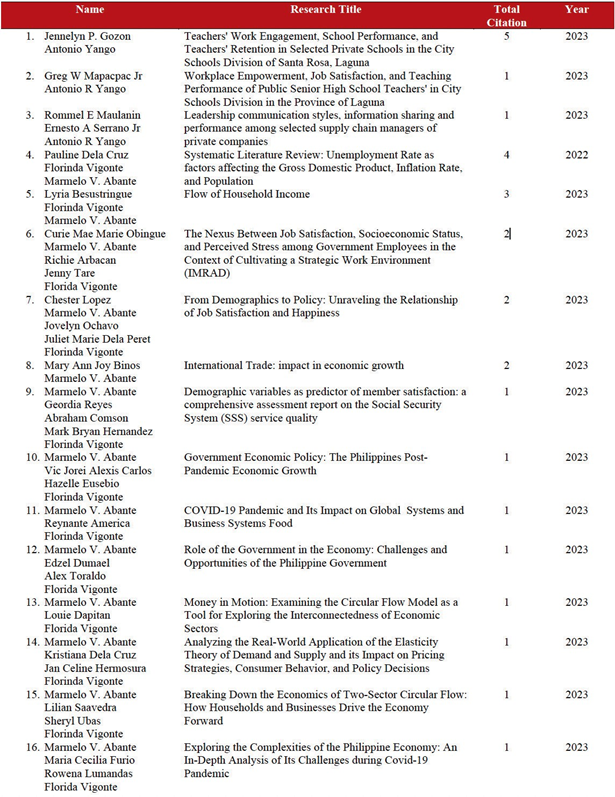 Name Research Title Total Citation Year
1. Jennelyn P. Gozon Teachers' Work Engagement, School Performance, and 5 2023
Antonio Yango Teachers' Retention in Selected Private Schools in the City
Schools Division of Santa Rosa, Laguna
2. Greg W Mapacpac Jr Workplace Empowerment, Job Satisfaction, and Teaching 1 2023
Antonio R Yango Performance of Public Senior High School Teachers' in City
Schools Division in the Province of Laguna
3. Rommel E Maulanin Leadership communication styles, information sharing and 1 2023
Ernesto A Serrano Jr performance among selected supply chain managers of
Antonio R Yango private companies
4. Pauline Dela Cruz Systematic Literature Review: Unemployment Rate as 4 2022
Florinda Vigonte factors affecting the Gross Domestic Product, Inflation Rate,
Marmelo V. Abante and Population
5. Lyria Besustringue Flow of Household Income 3 2023
Florinda Vigonte
Marmelo V. Abante
6. Curie Mae Marie Obingue The Nexus Between Job Satisfaction, Socioeconomic Status, 2 2023
Marmelo V. Abante and Perceived Stress among Government Employees in the
Richie Arbacan Context of Cultivating a Strategic Work Environment
Jenny Tare (IMRAD)
Florida Vigonte
7. Chester Lopez From Demographics to Policy: Unraveling the Relationship 2 2023
Marmelo V. Abante of Job Satisfaction and Happiness
Jovelyn Ochavo
Juliet Marie Dela Peret
Florinda Vigonte
8. Mary Ann Joy Binos International Trade: impact in economic growth 2 2023
Marmelo V. Abante
9. Marmelo V. Abante Demographic variables as predictor of member satisfaction: a 1 2023
Geordia Reyes comprehensive assessment report on the Social Security
Abraham Comson System (SSS) service quality
Mark Bryan Hernandez
Florinda Vigonte
10. Marmelo V. Abante Government Economic Policy: The Philippines Post- 1 2023
Vic Jorei Alexis Carlos Pandemic Economic Growth
Hazelle Eusebio
Florinda Vigonte
11. Marmelo V. Abante COVID-19 Pandemic and Its Impact on Global Systems and 1 2023
Reynante America Business Systems Food
Florinda Vigonte
12. Marmelo V. Abante Role of the Government in the Economy: Challenges and 1 2023
Edzel Dumael Opportunities of the Philippine Government
Alex Toraldo
Florida Vigonte
13. Marmelo V. Abante Money in Motion: Examining the Circular Flow Model as a 1 2023
Louie Dapitan Tool for Exploring the Interconnectedness of Economic
Florinda Vigonte Sectors
14. Marmelo V. Abante Analyzing the Real-World Application of the Elasticity 1 2023
Kristiana Dela Cruz Theory of Demand and Supply and its Impact on Pricing
Jan Celine Hermosura Strategies, Consumer Behavior, and Policy Decisions
Florinda Vigonte
15. Marmelo V. Abante Breaking Down the Economics of Two-Sector Circular Flow: 1 2023
Lilian Saavedra How Households and Businesses Drive the Economy
Sheryl Ubas Forward
Florinda Vigonte
16. Marmelo V. Abante Exploring the Complexities of the Philippine Economy: An 1 2023
Maria Cecilia Furio In-Depth Analysis of Its Challenges during Covid-19
Rowena Lumandas Pandemic
Florida Vigonte